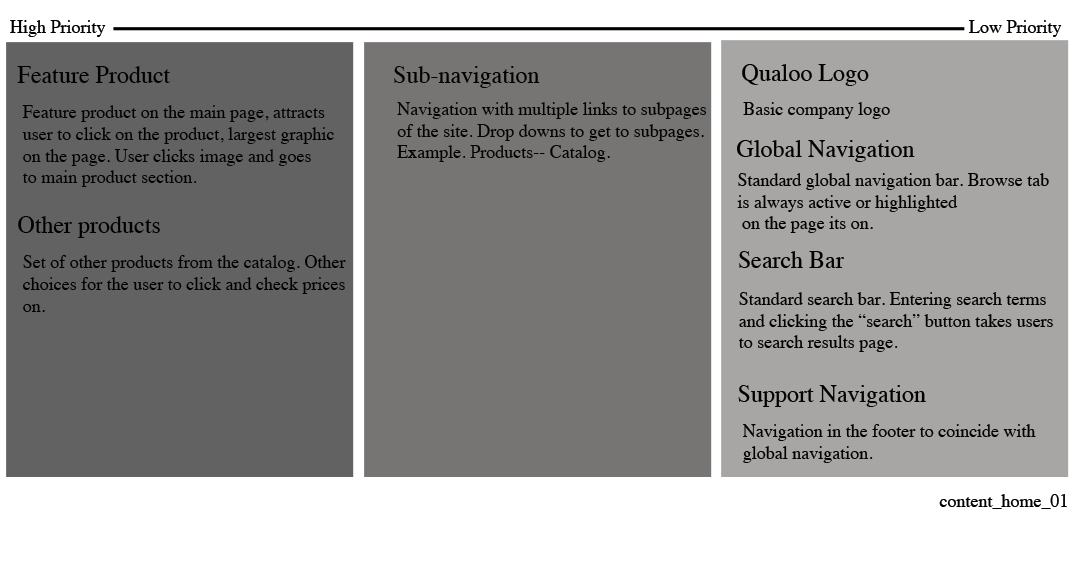 High Priority
Low Priority
Feature Product
Feature product on the main page, attracts
user to click on the product, largest graphic
on the page. User clicks image and goes
to main product section.
Other products
Set of other products from the catalog. Other
choices for the user to click and check prices
on.
Sub-navigation
Navigation with multiple links to subpages
of the site. Drop downs to get to subpages.
Example. Products-- Catalog.
Qualoo Logo
Basic company logo
Global Navigation
Standard global navigation bar. Browse tab
is always active or highlighted
on the page its on.
Search Bar
Standard search bar. Entering search terms
and clicking the “search” button takes users
to search results page.
Support Navigation
Navigation in the footer to coincide with
global navigation.
content_home_01